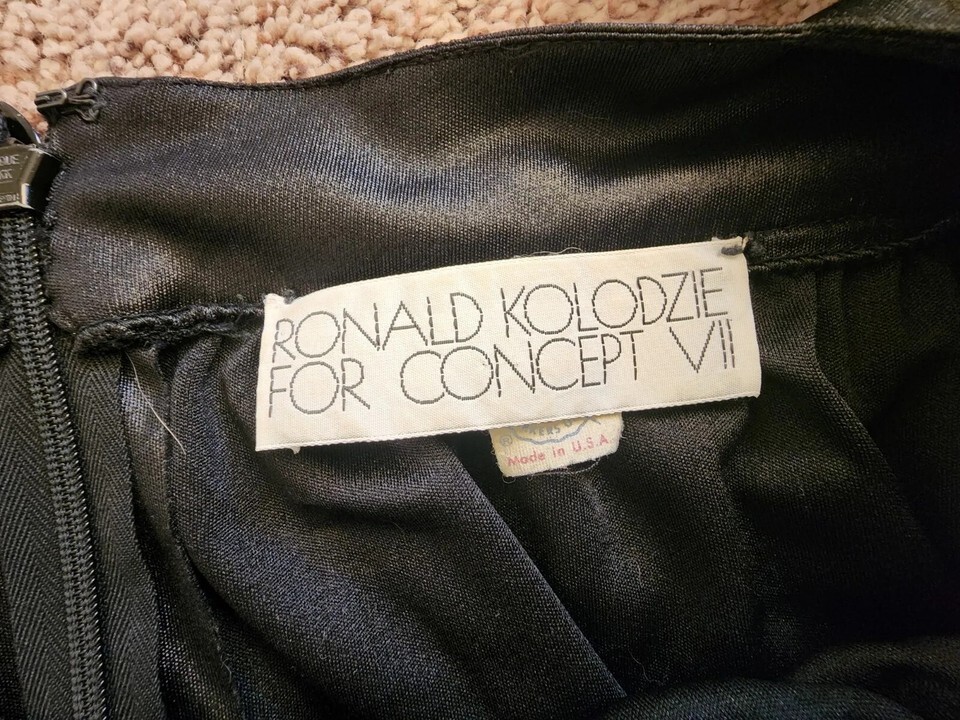 RONALD KOLODZIE
FOR CONCEPT VII
Made in U.S.A.